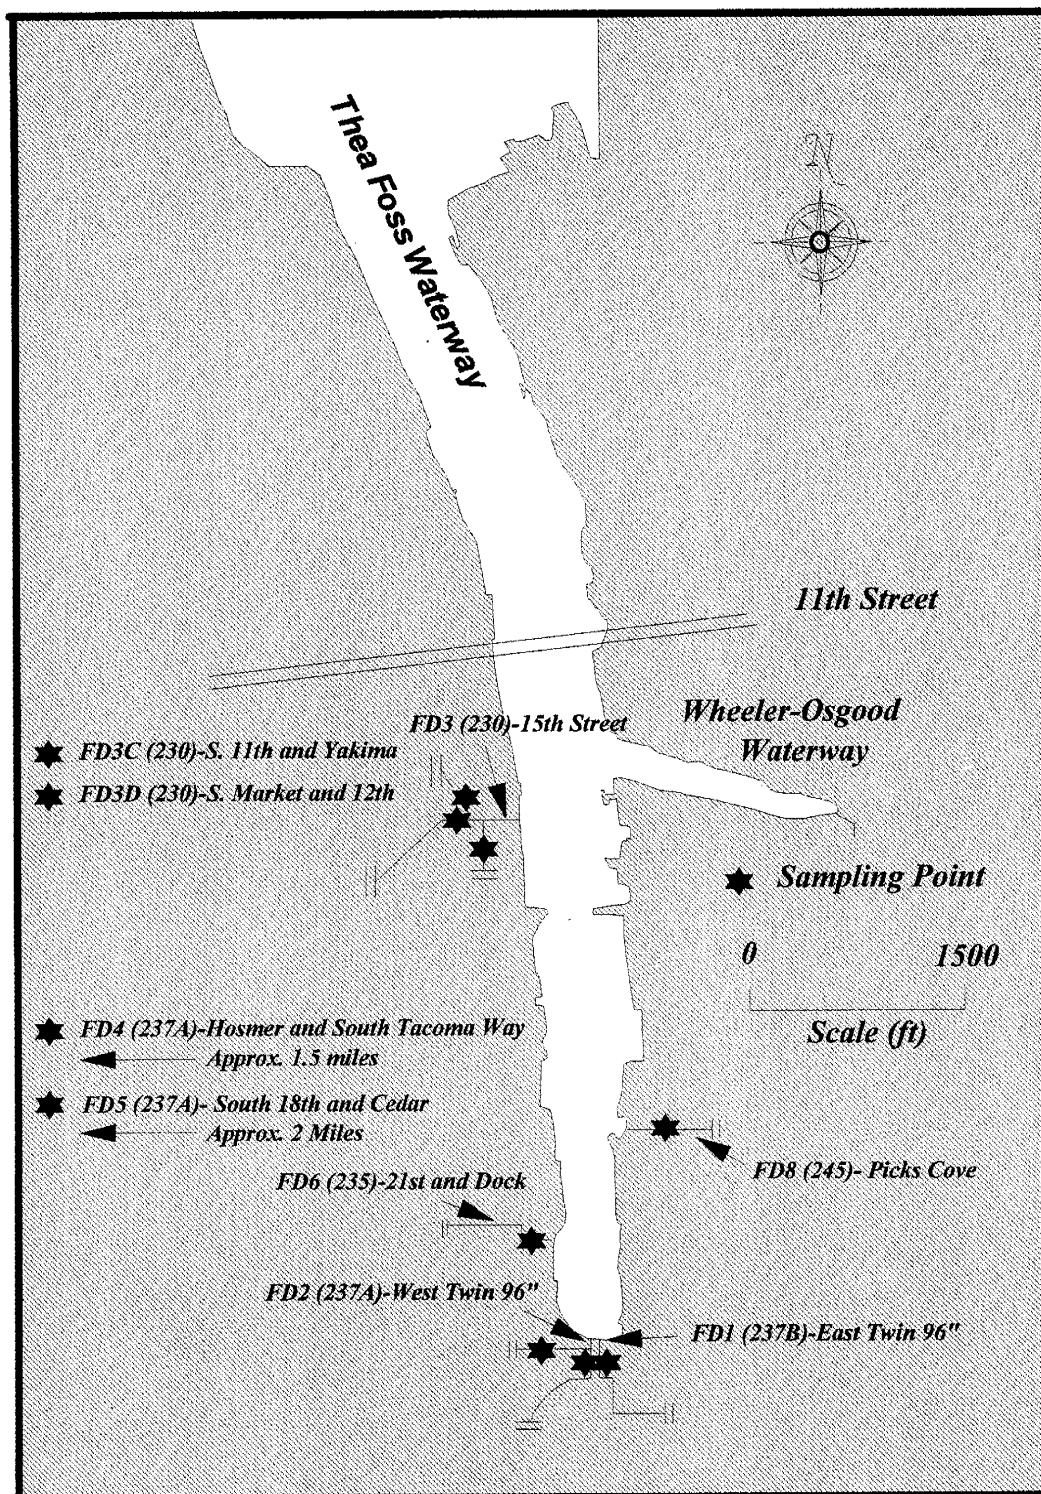 N
Thea Foss Waterway
11th Street
Wheeler-Osgood
Waterway
FD3 (230)-15th Street
FD3C (230)-S. 11th and Yakima
FD3D (230)-S. Market and 12th
Sampling Point
0 1500
Scale (ft)
FD4 (237A)-Hosmer and South Tacoma Way
Approx. 1.5 miles
FD5 (237A)- South 18th and Cedar
Approx. 2 Miles
FD8 (245)- Picks Cove
FD6 (235)-21st and Dock
FD2 (237A)-West Twin 96"
FD1 (237B)-East Twin 96"